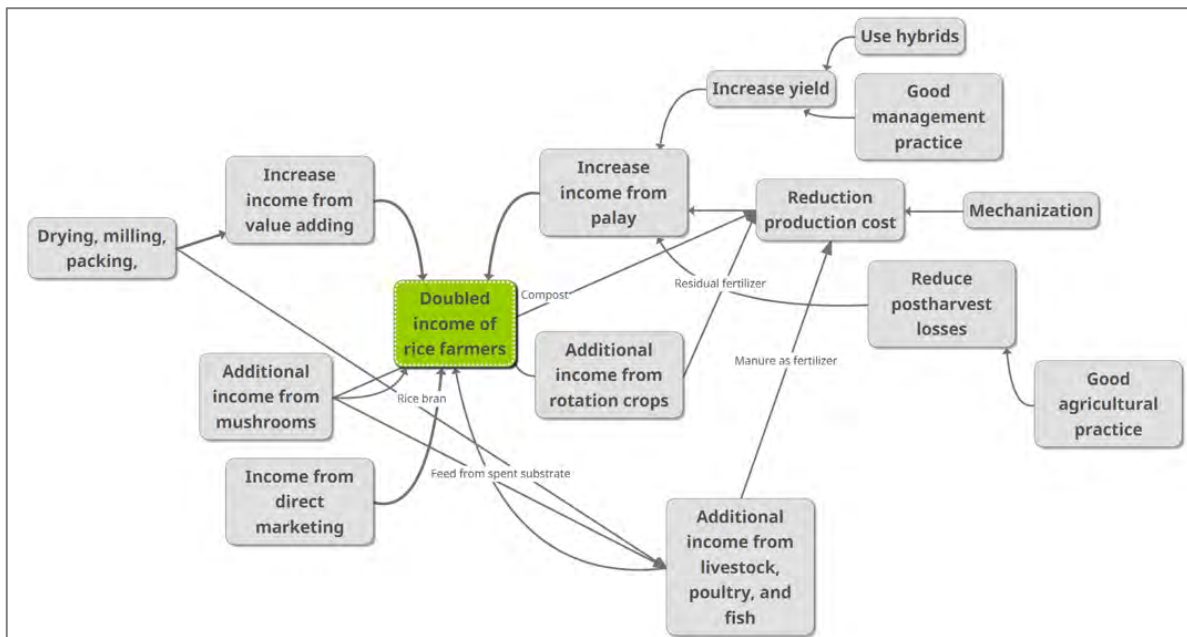 Use hybrids
Increase yield
Good
management
practice
Increase
income from
value adding
Increase
income from
palay
Reduction
production cost
Mechanization
Drying, milling,
packing,
Doubled
income of
rice farmers
Compost
Residual fertilizer
Reduce
postharvest
losses
Additional
income from
mushrooms
Rice bran
Additional
income from
rotation crops
Manure as fertilizer
Good
agricultural
practice
Income from
direct
marketing
Feed from spent substrate
Additional
income from
livestock,
poultry, and
fish